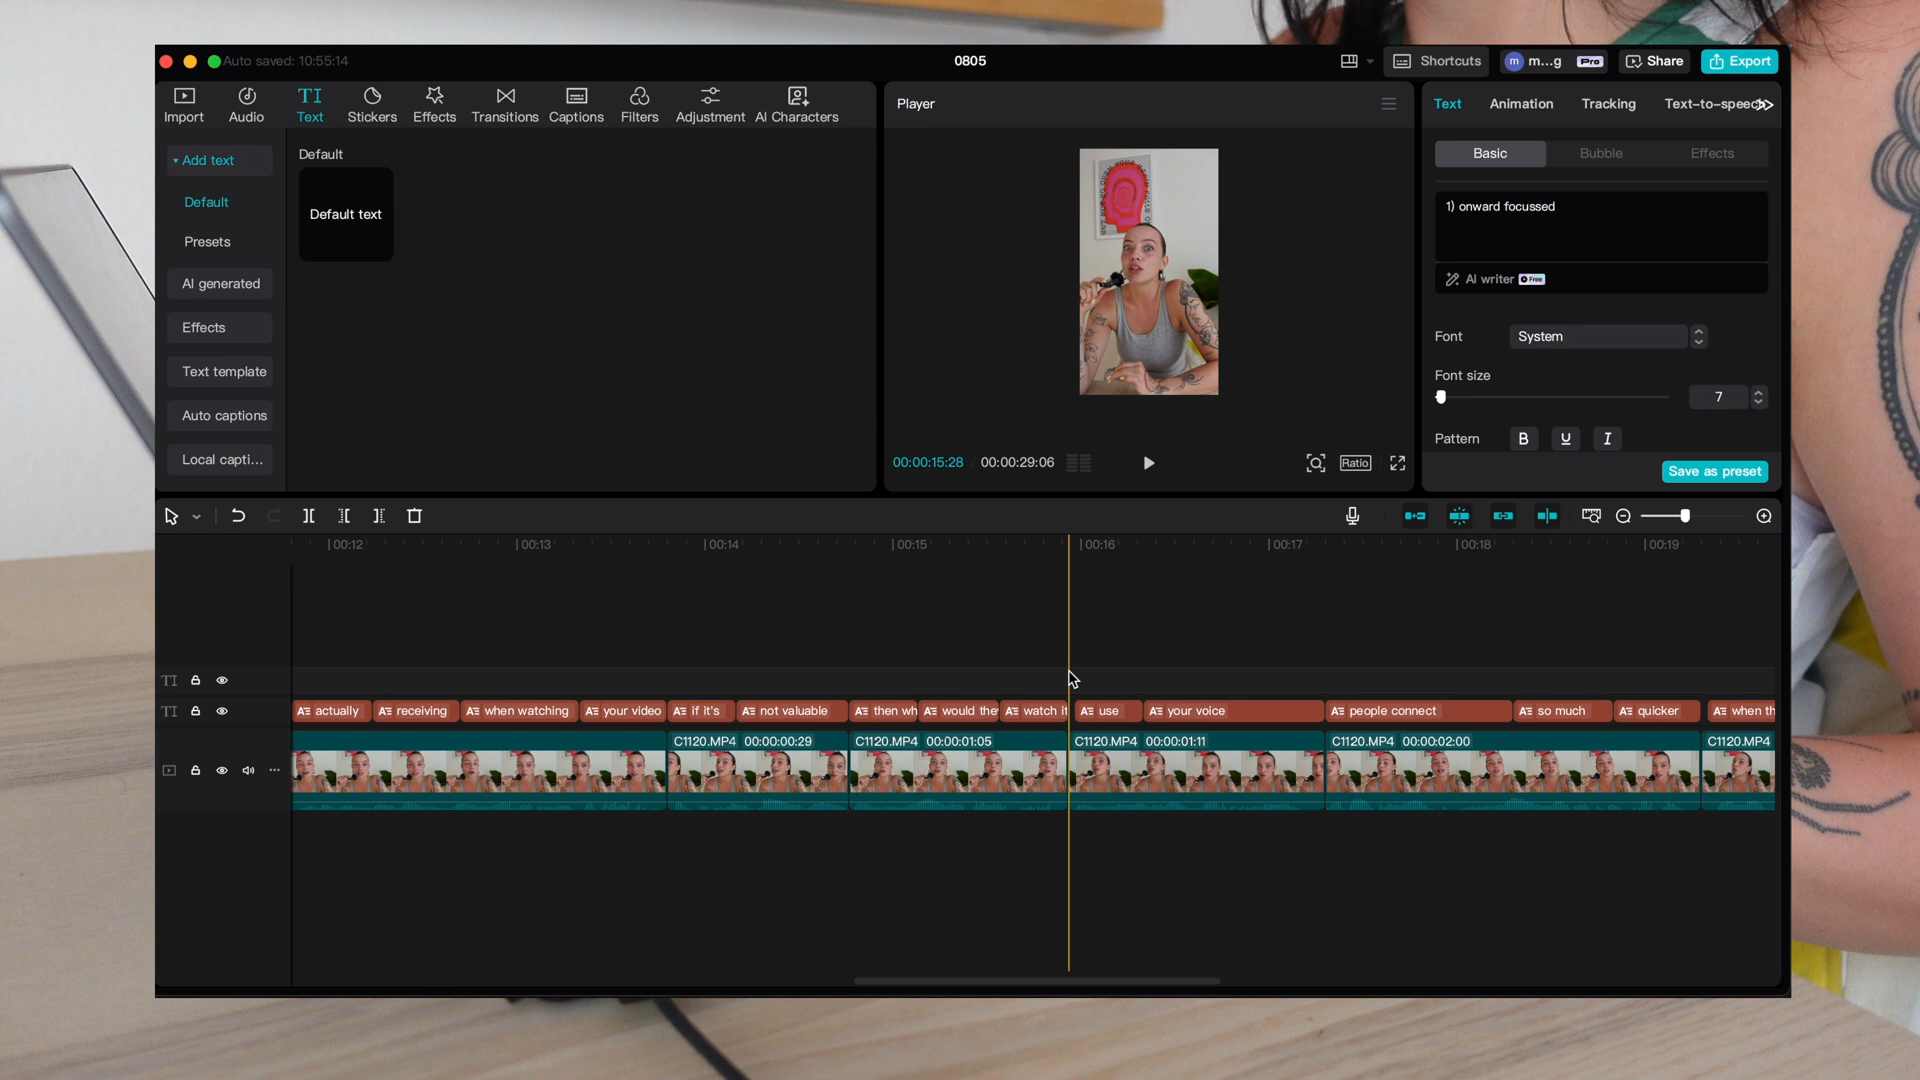 Auto saved: 10:55:14
0805
Shortcuts
m...g
Pro
Share
Export
Import
Audio
TI
Text
Stickers
Effects
Transitions
Captions
Filters
Adjustment
AI Characters
Add text
Default
Presets
AI generated
Effects
Text template
Auto captions
Local capti...
Default
Default text
Player
00:00:15:28
00:00:29:06
Ratio
Text
Animation
Tracking
Text-to-speech
Basic
Bubble
Effects
1) onward focussed
AI writer
Free
Font
System
Font size
7
Pattern
B
U
I
Save as preset
00:12
00:13
00:14
00:15
00:16
00:17
00:18
00:19
TI
TI
actually
receiving
when watching
your video
if it's
not valuable
then wh
would the
watch it
use
your voice
people connect
so much
quicker
when th
C1120.MP4 00:00:00:29
C1120.MP4 00:00:01:05
C1120.MP4 00:00:01:11
C1120.MP4 00:00:02:00
C1120.MP4